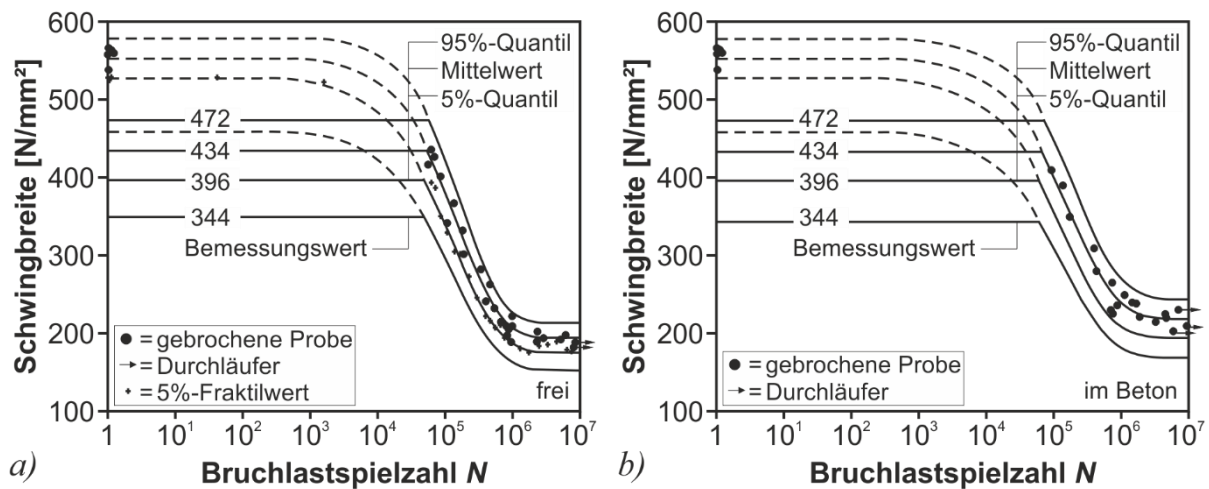 600
500
400
300
200
100
Schwingbreite [N/mm²]
95%-Quantil
Mittelwert
5%-Quantil
472
434
396
344
Bemessungswert
= gebrochene Probe
= Durchläufer
= 5%-Fraktilwert
frei
1 10¹ 10² 10³ 10⁴ 10⁵ 10⁶ 10⁷
Bruchlastspielzahl N
a)
600
500
400
300
200
100
Schwingbreite [N/mm²]
95%-Quantil
Mittelwert
5%-Quantil
472
434
396
344
Bemessungswert
= gebrochene Probe
= Durchläufer
im Beton
1 10¹ 10² 10³ 10⁴ 10⁵ 10⁶ 10⁷
Bruchlastspielzahl N
b)